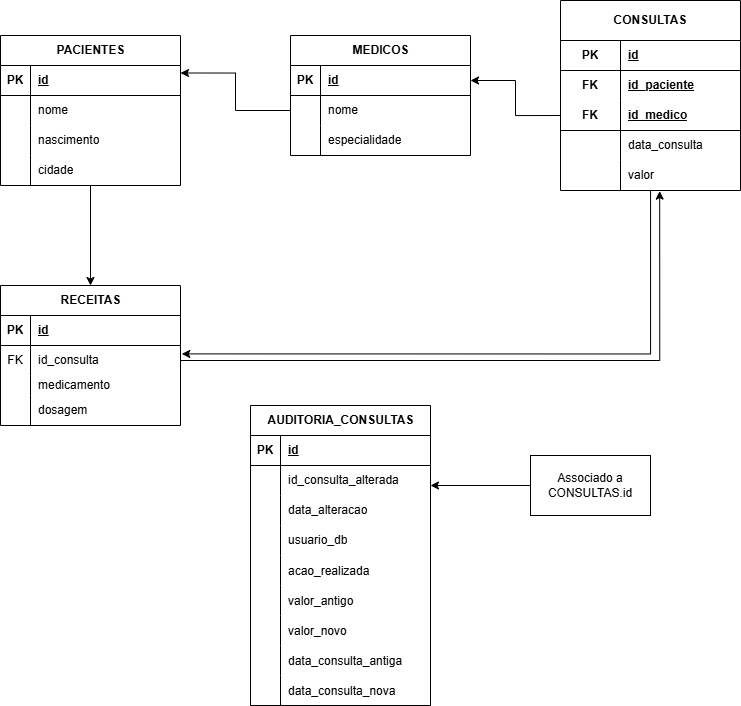 PACIENTES
PK id
nome
nascimento
cidade
MEDICOS
PK id
nome
especialidade
CONSULTAS
PK id
FK id_paciente
FK id_medico
data_consulta
valor
RECEITAS
PK id
FK id_consulta
medicamento
dosagem
AUDITORIA_CONSULTAS
PK id
id_consulta_alterada
data_alteracao
usuario_db
acao_realizada
valor_antigo
valor_novo
data_consulta_antiga
data_consulta_nova
Associado a
CONSULTAS.id